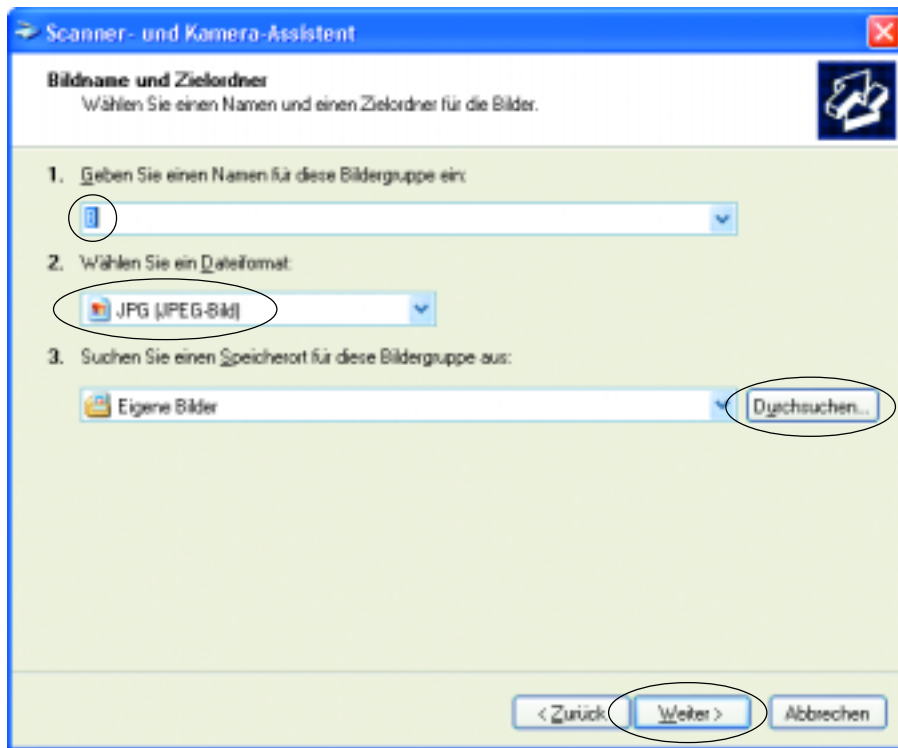 Scanner- und Kamera-Assistent
Bildname und Zielordner
Wählen Sie einen Namen und einen Zielordner für die Bilder.
1. Geben Sie einen Namen für diese Bildergruppe ein:
2. Wählen Sie ein Dateiformat:
JPG (JPEG-Bild)
3. Suchen Sie einen Speicherort für diese Bildergruppe aus:
Eigene Bilder
Durchsuchen...
< Zurück
Weiter >
Abbrechen